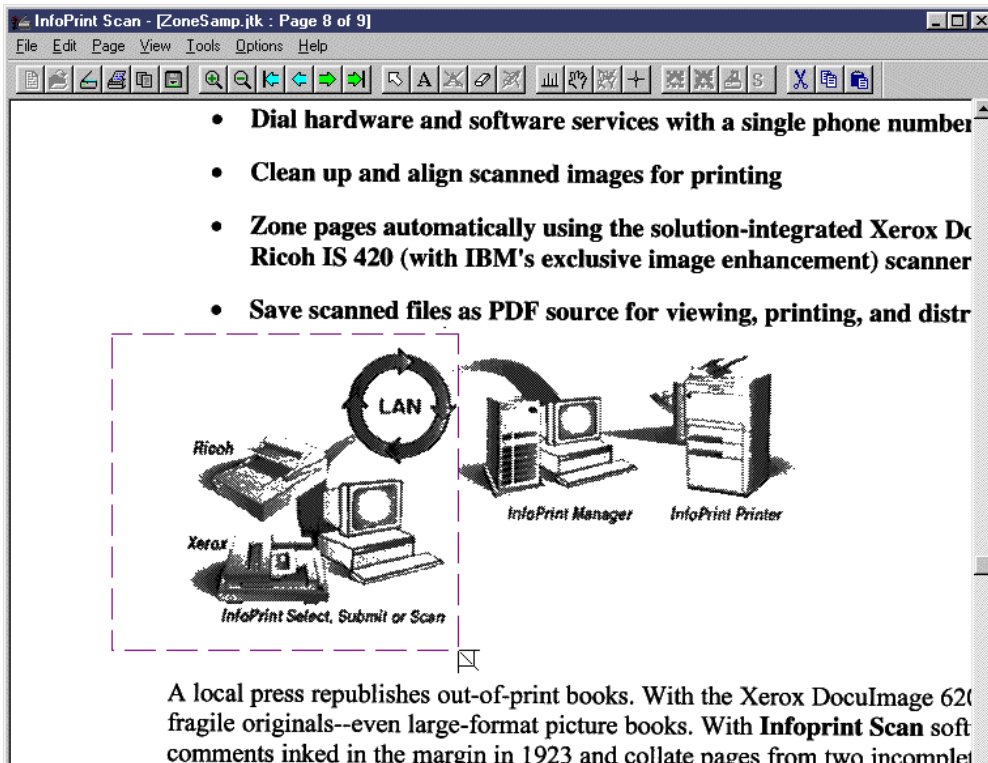 InfoPrint Scan - [ZoneSamp.jtk : Page 8 of 9]
File Edit Page View Tools Options Help
A S
• Dial hardware and software services with a single phone number
• Clean up and align scanned images for printing
• Zone pages automatically using the solution-integrated Xerox Do
Ricoh IS 420 (with IBM's exclusive image enhancement) scanner
• Save scanned files as PDF source for viewing, printing, and distr
LAN
Ricoh
InfoPrint Manager InfoPrint Printer
Xerox
InfoPrint Select, Submit or Scan
A local press republishes out-of-print books. With the Xerox DocuImage 620
fragile originals--even large-format picture books. With Infoprint Scan soft
comments inked in the margin in 1923 and collate pages from two incomplet